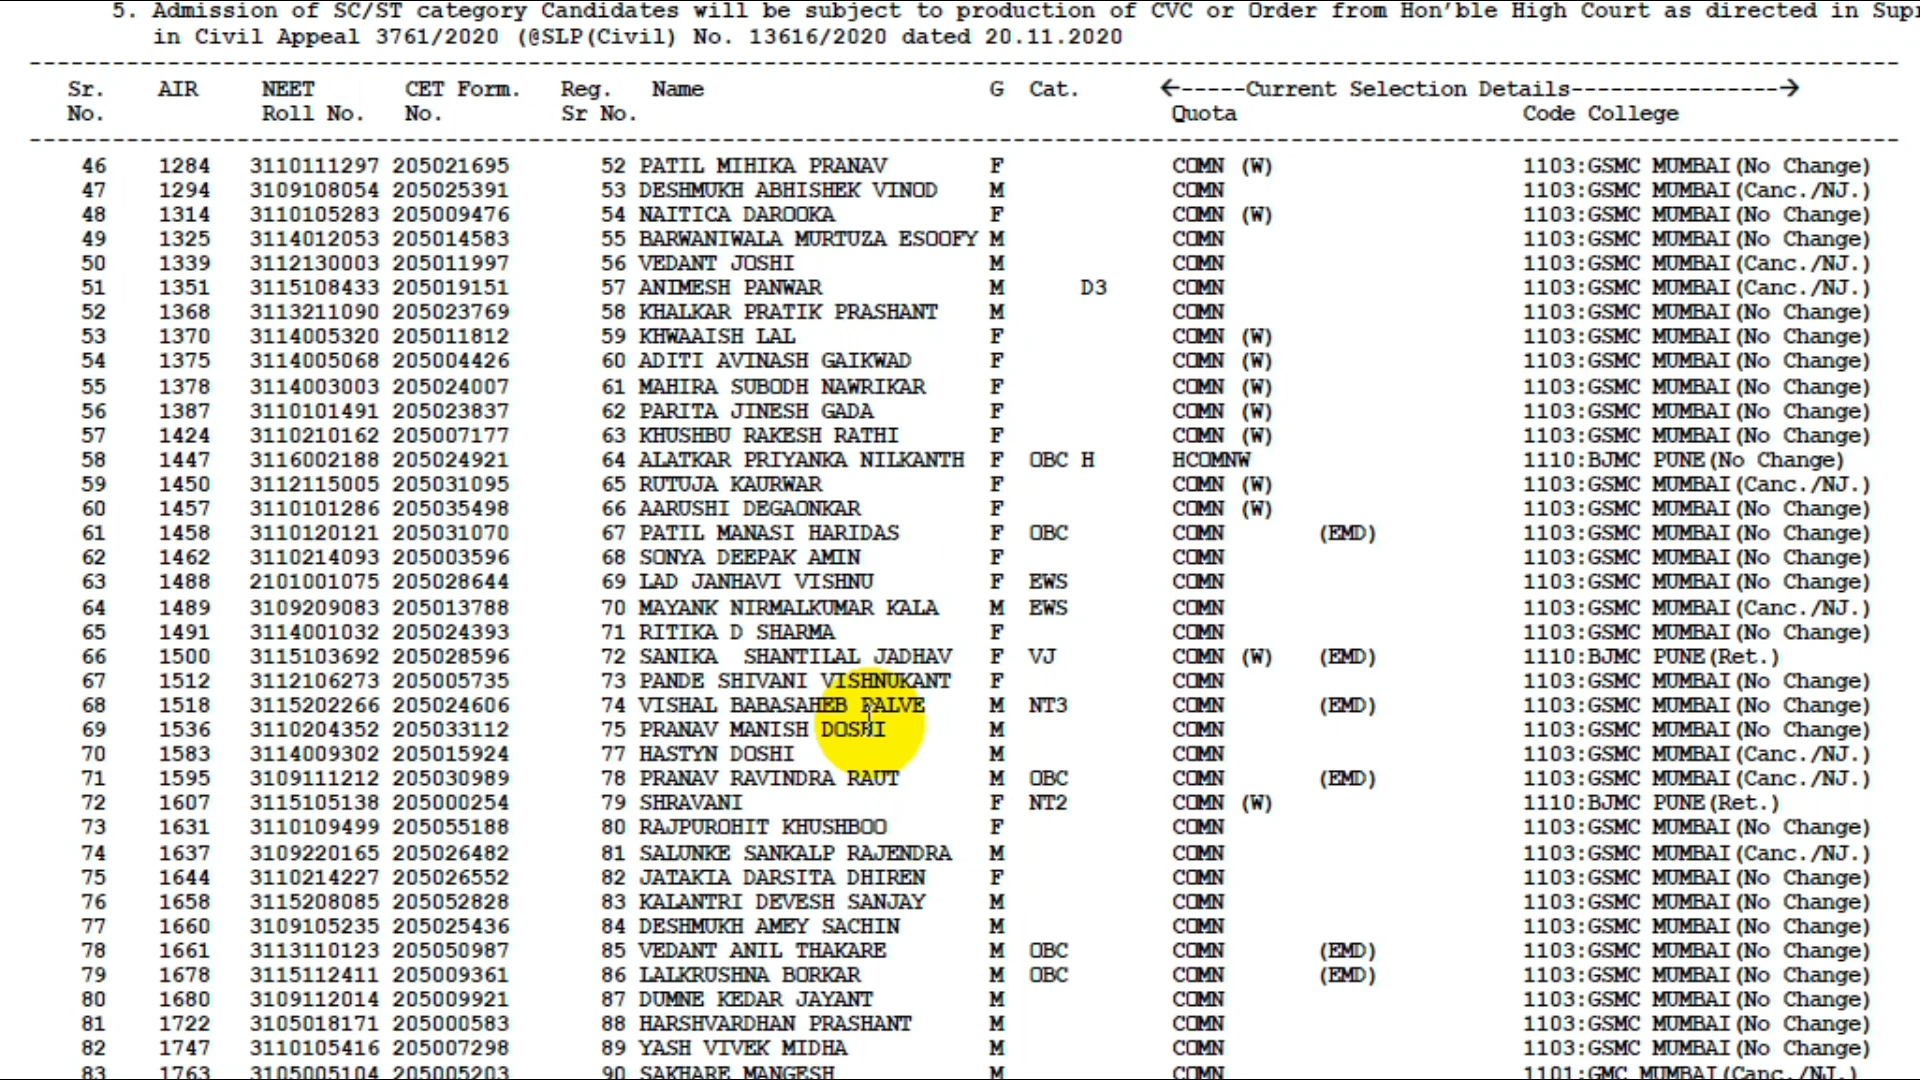 5. Admission of SC/ST category Candidates will be subject to production of CVC or Order from Hon'ble High Court as directed in
in Civil Appeal 3761/2020 (@SLP(Civil) No. 13616/2020 dated 20.11.2020
Sr. AIR NEET CET Form. Reg. Name G Cat. <-----Current Selection Details---------------->
No. Roll No. No. Sr No. Quota Code College
46 1284 3110111297 205021695 52 PATIL MIHIKA PRANAV F COMN (W) 1103:GSMC MUMBAI(No Change)
47 1294 3109108054 205025391 53 DESHMUKH ABHISHEK VINOD M COMN 1103:GSMC MUMBAI(Canc./NJ.)
48 1314 3110105283 205009476 54 NAITICA DAROOKA F COMN (W) 1103:GSMC MUMBAI(No Change)
49 1325 3114012053 205014583 55 BARWANIWALA MURTUZA ESOOFY M COMN 1103:GSMC MUMBAI(No Change)
50 1339 3112130003 205011997 56 VEDANT JOSHI M COMN 1103:GSMC MUMBAI(Canc./NJ.)
51 1351 3115108433 205019151 57 ANIMESH PANWAR M D3 COMN 1103:GSMC MUMBAI(Canc./NJ.)
52 1368 3113211090 205023769 58 KHALKAR PRATIK PRASHANT M COMN 1103:GSMC MUMBAI(No Change)
53 1370 3114005320 205011812 59 KHWAAISH LAL F COMN (W) 1103:GSMC MUMBAI(No Change)
54 1375 3114005068 205004426 60 ADITI AVINASH GAIKWAD F COMN (W) 1103:GSMC MUMBAI(No Change)
55 1378 3114003003 205024007 61 MAHIRA SUBODH NAWRIKAR F COMN (W) 1103:GSMC MUMBAI(No Change)
56 1387 3110101491 205023837 62 PARITA JINESH GADA F COMN (W) 1103:GSMC MUMBAI(No Change)
57 1424 3110210162 205007177 63 KHUSHBU RAKESH RATHI F COMN (W) 1103:GSMC MUMBAI(No Change)
58 1447 3116002188 205024921 64 ALATKAR PRIYANKA NILKANTH F OBC H HCOMNW 1110:BJMC PUNE(No Change)
59 1450 3112115005 205031095 65 RUTUJA KAURWAR F COMN (W) 1103:GSMC MUMBAI(Canc./NJ.)
60 1457 3110101286 205035498 66 AARUSHI DEGAONKAR F COMN (W) 1103:GSMC MUMBAI(No Change)
61 1458 3110120121 205031070 67 PATIL MANASI HARIDAS F OBC COMN (EMD) 1103:GSMC MUMBAI(No Change)
62 1462 3110214093 205003596 68 SONYA DEEPAK AMIN F COMN 1103:GSMC MUMBAI(No Change)
63 1488 2101001075 205028644 69 LAD JANHAVI VISHNU F EWS COMN 1103:GSMC MUMBAI(No Change)
64 1489 3109209083 205013788 70 MAYANK NIRMALKUMAR KALA M EWS COMN 1103:GSMC MUMBAI(Canc./NJ.)
65 1491 3114001032 205024393 71 RITIKA D SHARMA F COMN 1103:GSMC MUMBAI(No Change)
66 1500 3115103692 205028596 72 SANIKA SHANTILAL JADHAV F VJ COMN (W) (EMD) 1110:BJMC PUNE(Ret.)
67 1512 3112106273 205005735 73 PANDE SHIVANI VISHNUKANT F COMN 1103:GSMC MUMBAI(No Change)
68 1518 3115202266 205024606 74 VISHAL BABASAHEB PALVE M NT3 COMN (EMD) 1103:GSMC MUMBAI(No Change)
69 1536 3110204352 205033112 75 PRANAV MANISH DOSHI M COMN 1103:GSMC MUMBAI(No Change)
70 1583 3114009302 205015924 77 HASTYN DOSHI M COMN 1103:GSMC MUMBAI(Canc./NJ.)
71 1595 3109111212 205030989 78 PRANAV RAVINDRA RAUT M OBC COMN (EMD) 1103:GSMC MUMBAI(Canc./NJ.)
72 1607 3115105138 205000254 79 SHRAVANI F NT2 COMN (W) 1110:BJMC PUNE(Ret.)
73 1631 3110109499 205055188 80 RAJPUROHIT KHUSHBOO F COMN 1103:GSMC MUMBAI(No Change)
74 1637 3109220165 205026482 81 SALUNKE SANKALP RAJENDRA M COMN 1103:GSMC MUMBAI(Canc./NJ.)
75 1644 3110214227 205026552 82 JATAKIA DARSITA DHIREN F COMN 1103:GSMC MUMBAI(No Change)
76 1658 3115208085 205052828 83 KALANTRI DEVESH SANJAY M COMN 1103:GSMC MUMBAI(No Change)
77 1660 3109105235 205025436 84 DESHMUKH AMEY SACHIN M COMN 1103:GSMC MUMBAI(No Change)
78 1661 3113110123 205050987 85 VEDANT ANIL THAKARE M OBC COMN (EMD) 1103:GSMC MUMBAI(No Change)
79 1678 3115112411 205009361 86 LALKRUSHNA BORKAR M OBC COMN (EMD) 1103:GSMC MUMBAI(No Change)
80 1680 3109112014 205009921 87 DUMNE KEDAR JAYANT M COMN 1103:GSMC MUMBAI(No Change)
81 1722 3105018171 205000583 88 HARSHVARDHAN PRASHANT M COMN 1103:GSMC MUMBAI(No Change)
82 1747 3110105416 205007298 89 YASH VIVEK MIDHA M COMN 1103:GSMC MUMBAI(No Change)
83 1763 3105005104 205005203 90 SAKHARE MANGESH M COMN 1101:GMC MUMBAI(Canc./NJ.)